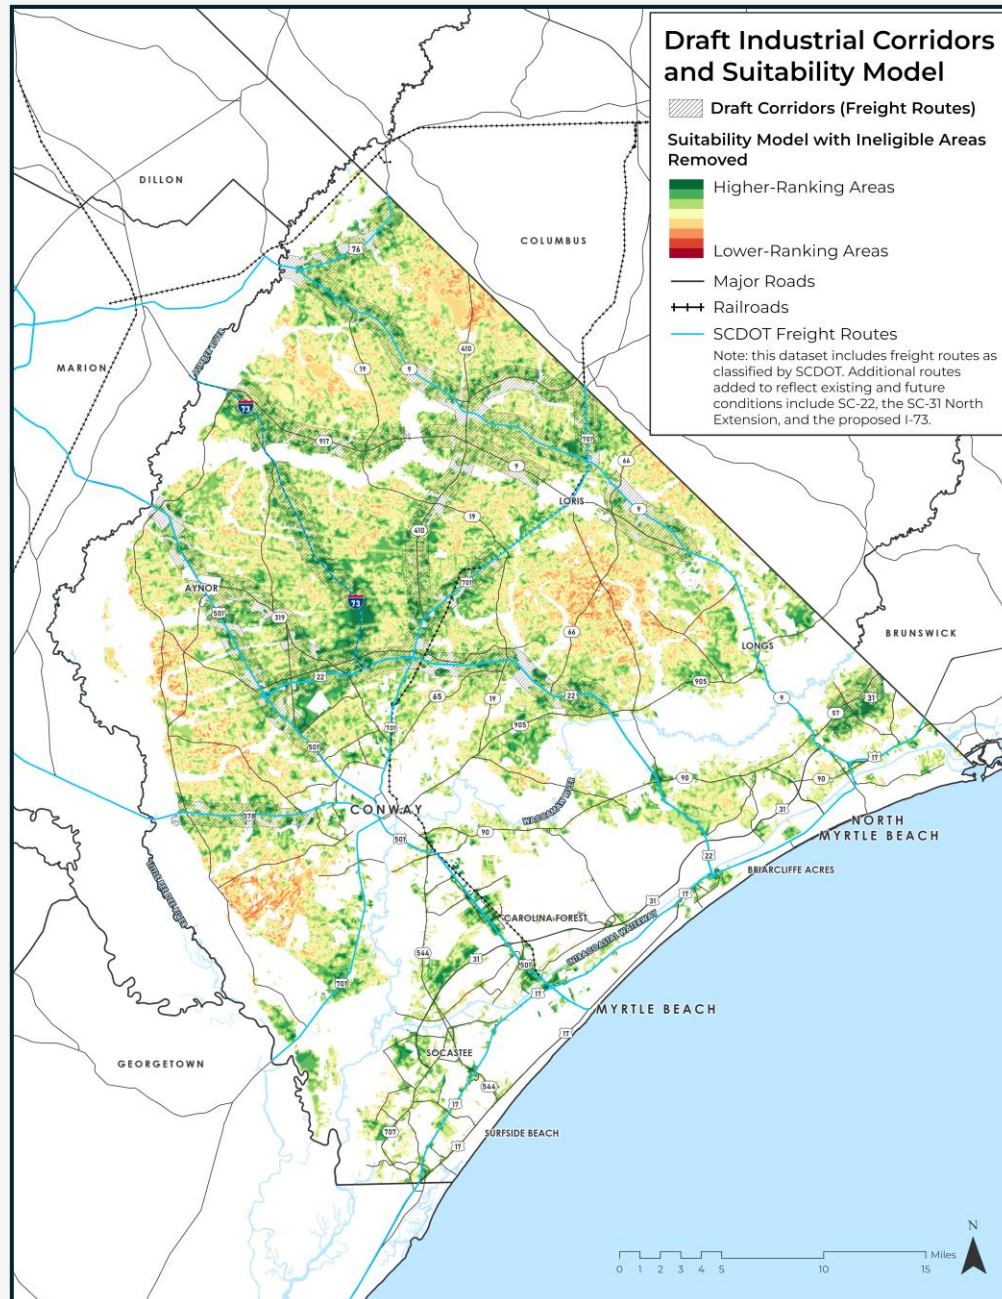 Draft Industrial Corridors
and Suitability Model
Draft Corridors (Freight Routes)
Suitability Model with Ineligible Areas
Removed
Higher-Ranking Areas
Lower-Ranking Areas
Major Roads
Railroads
SCDOT Freight Routes
Note: this dataset includes freight routes as
classified by SCDOT. Additional routes
added to reflect existing and future
conditions include SC-22, the SC-31 North
Extension, and the proposed I-73.
DILLON
COLUMBUS
76
MARION
410
19
9
73
917
701
66
9
LORIS
9
19
410
701
AYNOR
501
319
73
66
BRUNSWICK
LONGS
22
65
19
22
905
905
31
57
9
501
701
17
90
90
WACCAMAW RIVER
31
378
CONWAY
501
90
NORTH
MYRTLE BEACH
22
BRIARCLIFFE ACRES
17
31
LITTLE PEE DEE RIVER
CAROLINA FOREST
INTRACOASTAL WATERWAY
544
31
501
701
17
MYRTLE BEACH
17
GEORGETOWN
SOCASTEE
544
17
707
SURFSIDE BEACH
17
N
Miles
0 1 2 3 4 5 10 15